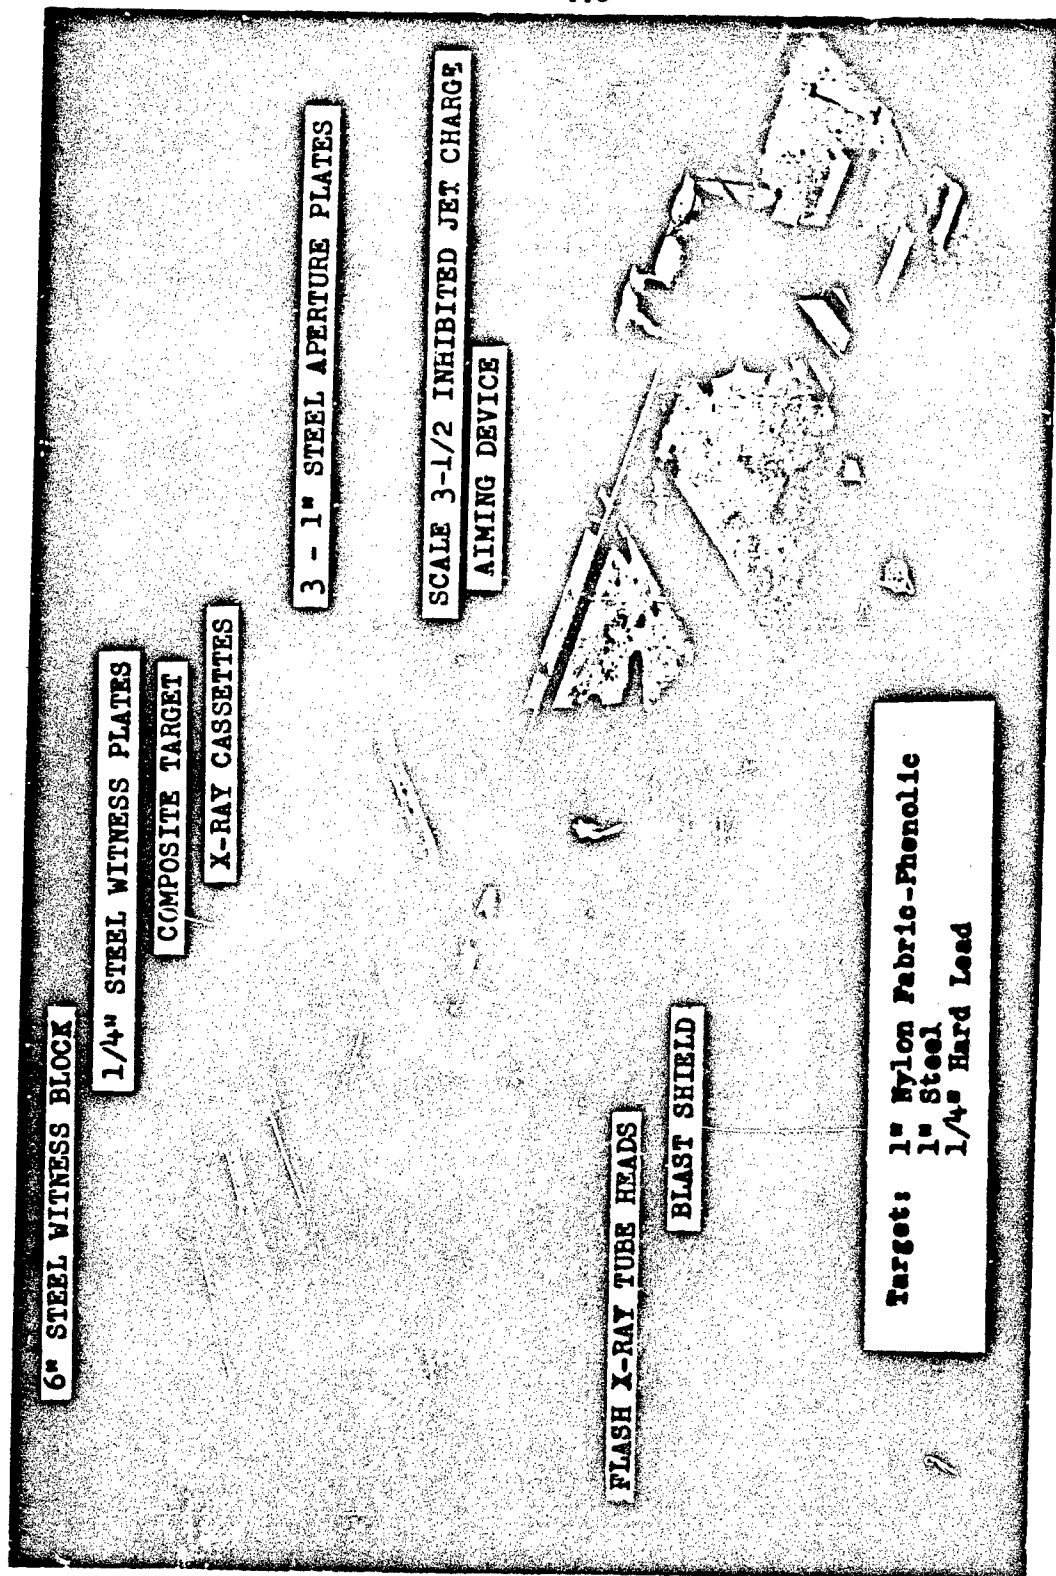 6" STEEL WITNESS BLOCK
1/4" STEEL WITNESS PLATES
COMPOSITE TARGET
X-RAY CASSETTES
3 - 1" STEEL APERTURE PLATES
SCALE 3-1/2 INHIBITED JET CHARGE
AIMING DEVICE
FLASH X-RAY TUBE HEADS
BLAST SHIELD
Target: 1" Nylon Fabric-Phenolic
1" Steel
1/4" Hard Lead